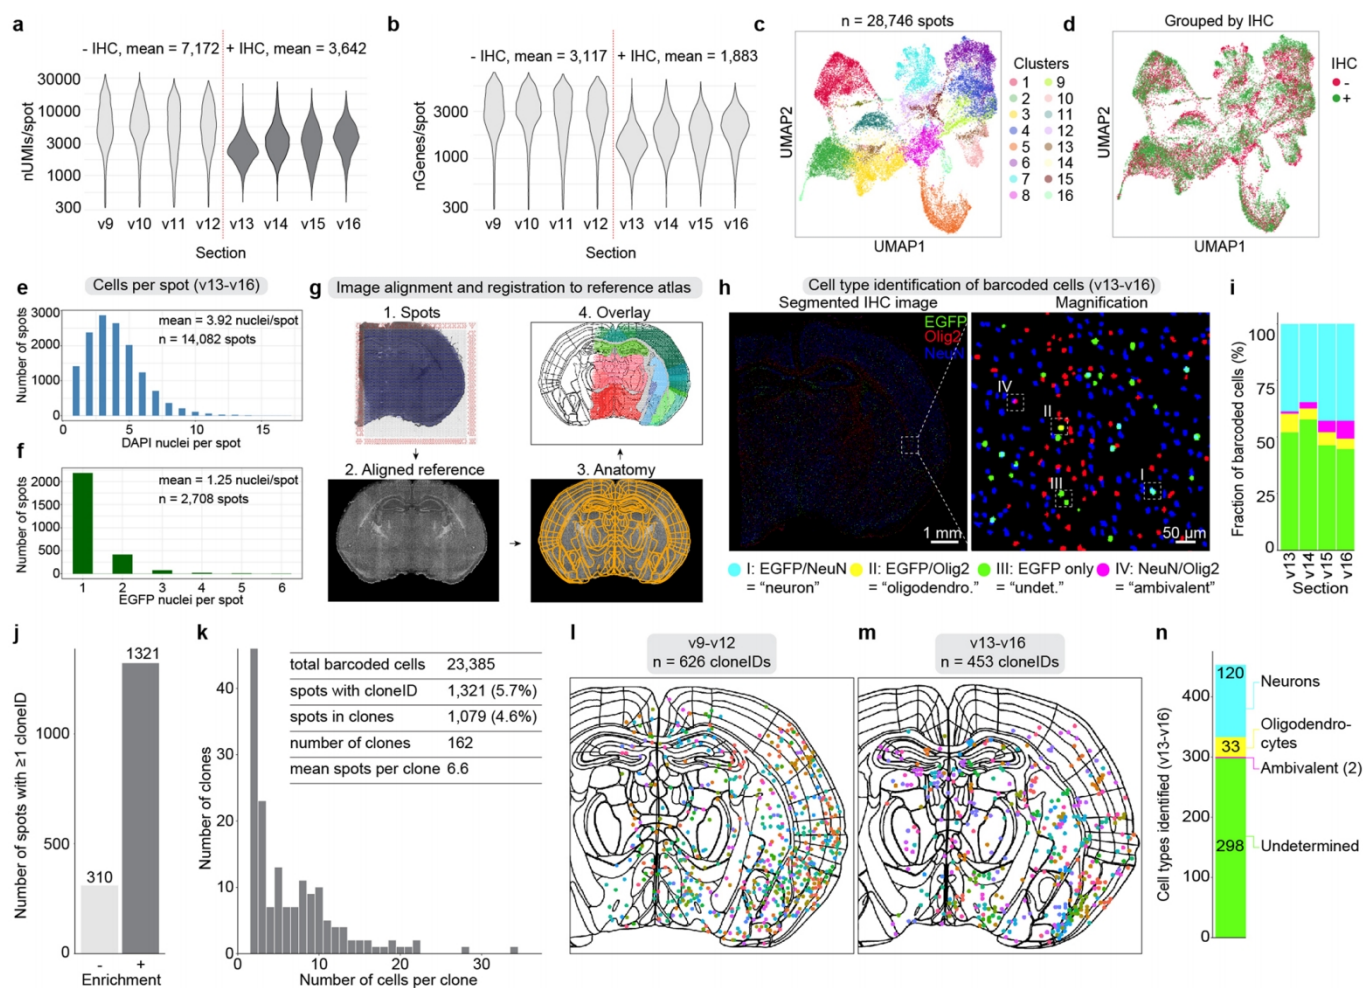 a
- IHC, mean = 7,172 + IHC, mean = 3,642
nUMIs/spot
30000
10000
3000
1000
300
v9 v10 v11 v12 v13 v14 v15 v16
Section
b
- IHC, mean = 3,117 + IHC, mean = 1,883
nGenes/spot
3000
1000
300
v9 v10 v11 v12 v13 v14 v15 v16
Section
c
n = 28,746 spots
UMAP2
UMAP1
Clusters
1 9
2 10
3 11
4 12
5 13
6 14
7 15
8 16
d
Grouped by IHC
UMAP2
UMAP1
IHC
-
+
e
Cells per spot (v13-v16)
Number of spots
3000
2000
1000
0
mean = 3.92 nuclei/spot
n = 14,082 spots
0 5 10 15
DAPI nuclei per spot
f
Number of spots
2000
1500
1000
500
0
mean = 1.25 nuclei/spot
n = 2,708 spots
1 2 3 4 5 6
EGFP nuclei per spot
g
Image alignment and registration to reference atlas
1. Spots
4. Overlay
2. Aligned reference
3. Anatomy
h
Cell type identification of barcoded cells (v13-v16)
Segmented IHC image
Magnification
EGFP
Olig2
NeuN
1 mm
IV
II
III
I
50 µm
I: EGFP/NeuN II: EGFP/Olig2 III: EGFP only IV: NeuN/Olig2
= "neuron" = "oligodendro." = "undet." = "ambivalent"
i
Fraction of barcoded cells (%)
100
75
50
25
0
v13 v14 v15 v16
Section
j
Number of spots with ≥1 cloneID
1321
310
1000
500
0
- +
Enrichment
k
Number of clones
40
30
20
10
0
total barcoded cells 23,385
spots with cloneID 1,321 (5.7%)
spots in clones 1,079 (4.6%)
number of clones 162
mean spots per clone 6.6
0 10 20 30
Number of cells per clone
l
v9-v12
n = 626 cloneIDs
m
v13-v16
n = 453 cloneIDs
n
Cell types identified (v13-v16)
400
300
200
100
0
120
33
298
Neurons
Oligodendro-
cytes
Ambivalent (2)
Undetermined